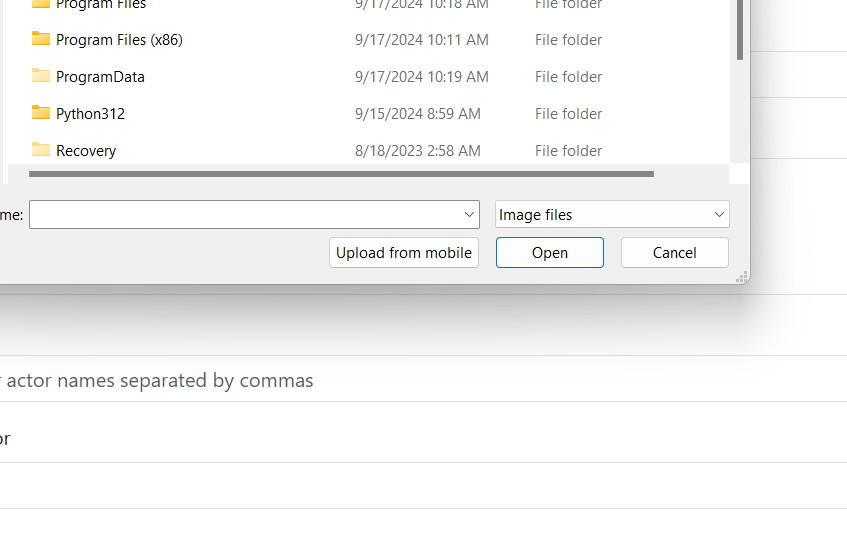 Program Files 9/17/2024 10:18 AM File folder
Program Files (x86) 9/17/2024 10:11 AM File folder
ProgramData 9/17/2024 10:19 AM File folder
Python312 9/15/2024 8:59 AM File folder
Recovery 8/18/2023 2:58 AM File folder
me: Image files
Upload from mobile Open Cancel
actor names separated by commas
or